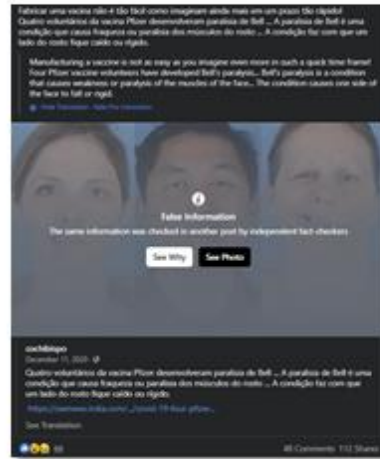 Fabricar uma vacina não é tão fácil como imaginam ainda mais em um prazo tão rápido!
Quatro voluntários da vacina Pfizer desenvolveram paralisia de Bell ... A paralisia de Bell é uma
condição que causa fraqueza ou paralisia dos músculos do rosto ... A condição faz com que um
lado do rosto fique caído ou rígido.
Manufacturing a vaccine is not as easy as you imagine even more in such a quick time frame!
Four Pfizer vaccine volunteers have developed Bell's paralysis... Bell's paralysis is a condition
that causes weakness or paralysis of the muscles of the face... The condition causes one side of
the face to fall or rigid.
Hide Translation · Rate this translation
False Information
The same information was checked in another post by independent fact-checkers
See Why
See Photo
December 11, 2020
Quatro voluntários da vacina Pfizer desenvolveram paralisia de Bell ... A paralisia de Bell é uma
condição que causa fraqueza ou paralisia dos músculos do rosto ... A condição faz com que
um lado do rosto fique caído ou rígido.
See Translation
112 Shares